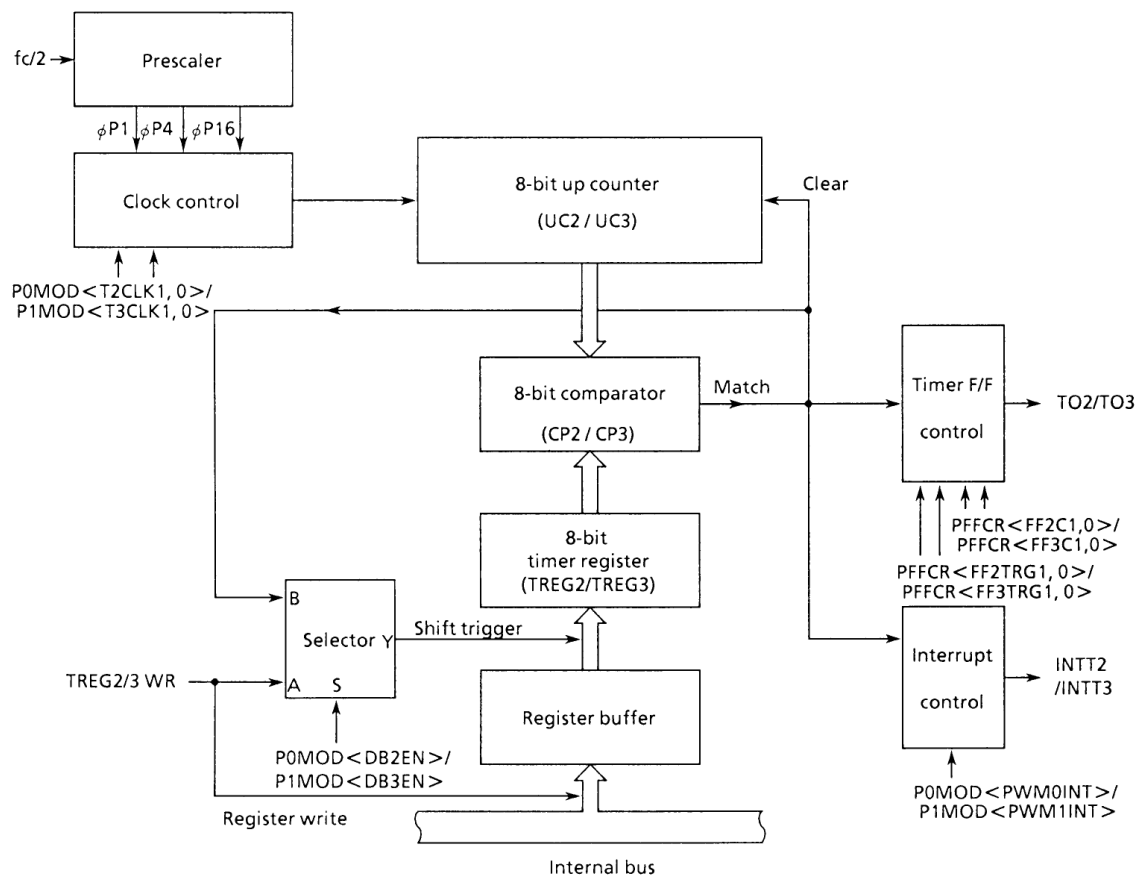 fc/2
Prescaler
φP1 φP4 φP16
Clock control
P0MOD<T2CLK1, 0>/
P1MOD<T3CLK1, 0>
8-bit up counter
(UC2 / UC3)
Clear
8-bit comparator
(CP2 / CP3)
Match
Timer F/F
control
TO2/TO3
PFFCR<FF2C1,0>/
PFFCR<FF3C1,0>
PFFCR<FF2TRG1, 0>/
PFFCR<FF3TRG1, 0>
8-bit
timer register
(TREG2/TREG3)
B
Selector Y
A S
Shift trigger
TREG2/3 WR
P0MOD<DB2EN>/
P1MOD<DB3EN>
Register buffer
Register write
Interrupt
control
INTT2
/INTT3
P0MOD<PWM0INT>/
P1MOD<PWM1INT>
Internal bus